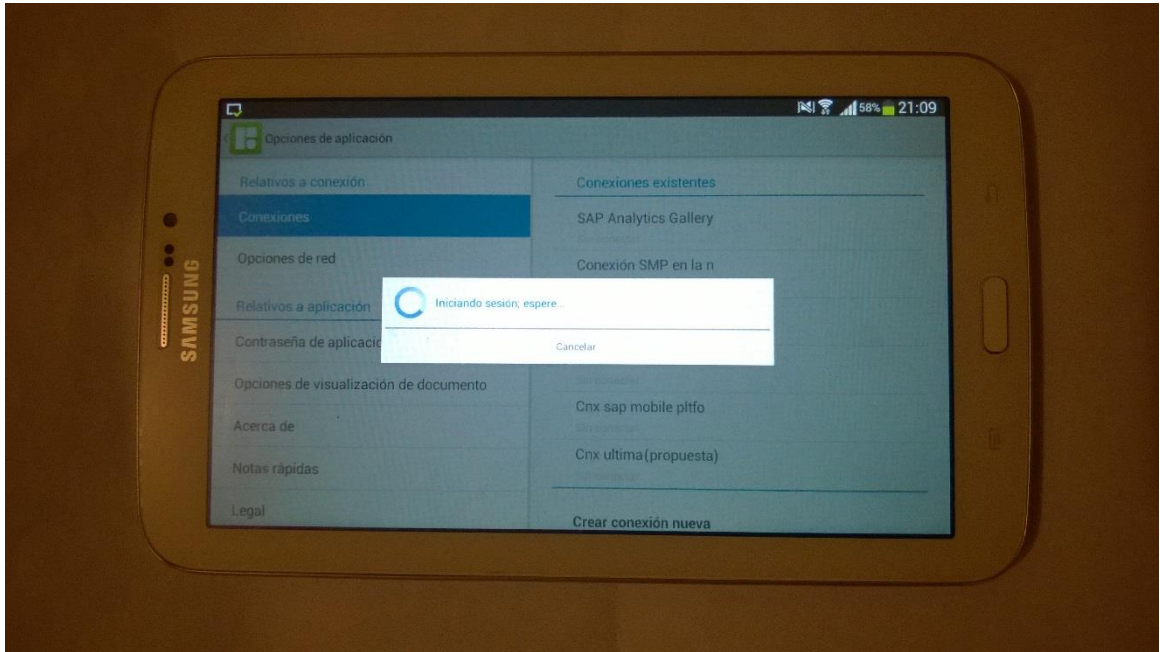 58% 21:09
Opciones de aplicación
Relativos a conexión
Conexiones
Opciones de red
Relativos a aplicación
Contraseña de aplicació
Opciones de visualización de documento
Acerca de
Notas rápidas
Legal
Conexiones existentes
SAP Analytics Gallery
Conexión SMP en la n
Iniciando sesión; espere...
Cancelar
Cnx sap mobile pltfo
Cnx ultima(propuesta)
Crear conexión nueva
SAMSUNG